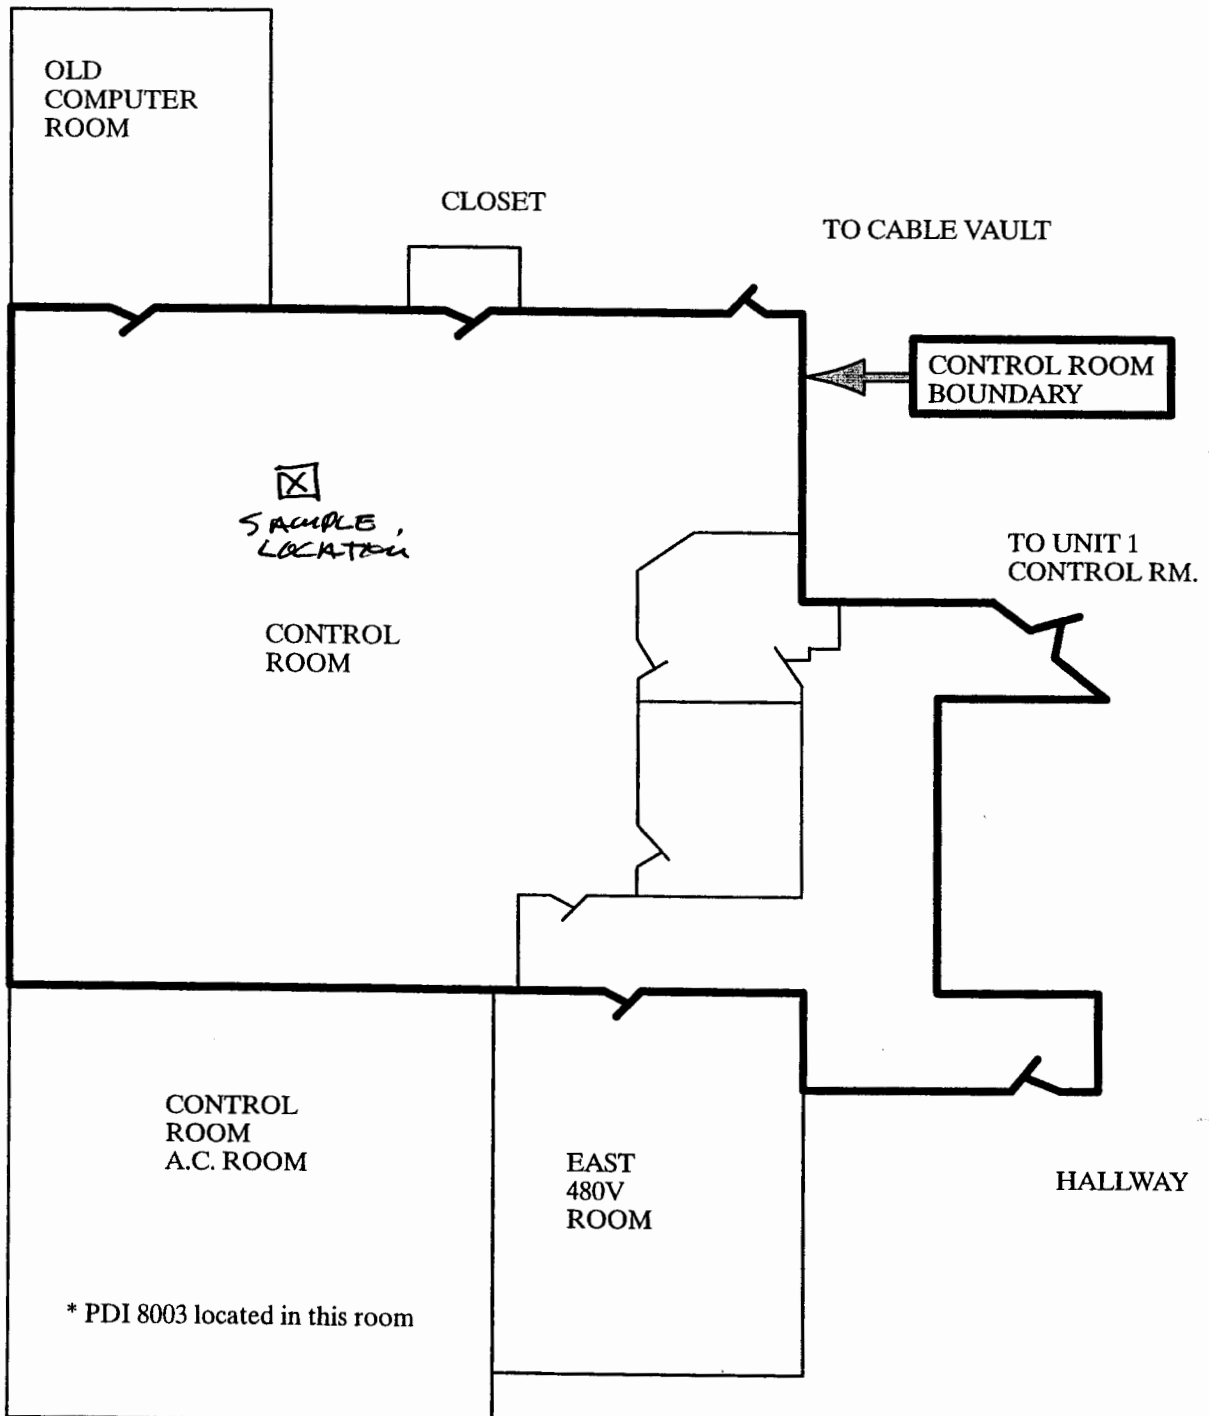 OLD
COMPUTER
ROOM
CLOSET
TO CABLE VAULT
CONTROL ROOM
BOUNDARY
X
SAMPLE
LOCATION
TO UNIT 1
CONTROL RM.
CONTROL
ROOM
CONTROL
ROOM
A.C. ROOM
EAST
480V
ROOM
HALLWAY
* PDI 8003 located in this room